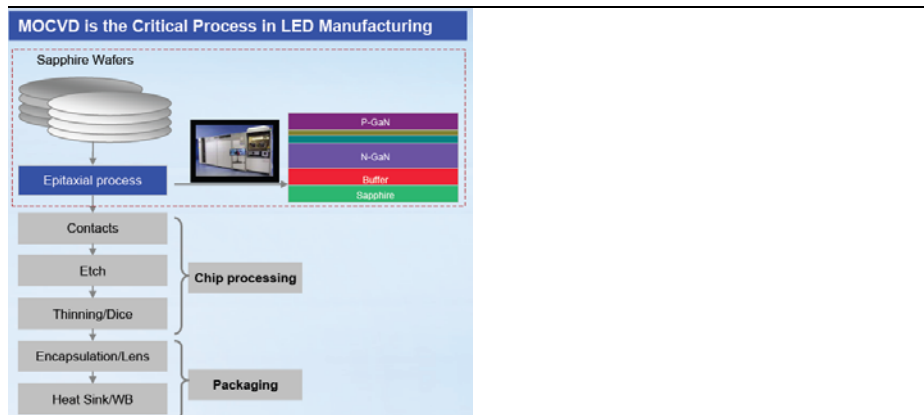 MOCVD is the Critical Process in LED Manufacturing
Sapphire Wafers
P-GaN
N-GaN
Buffer
Sapphire
Epitaxial process
Contacts
Etch
Chip processing
Thinning/Dice
Encapsulation/Lens
Packaging
Heat Sink/WB